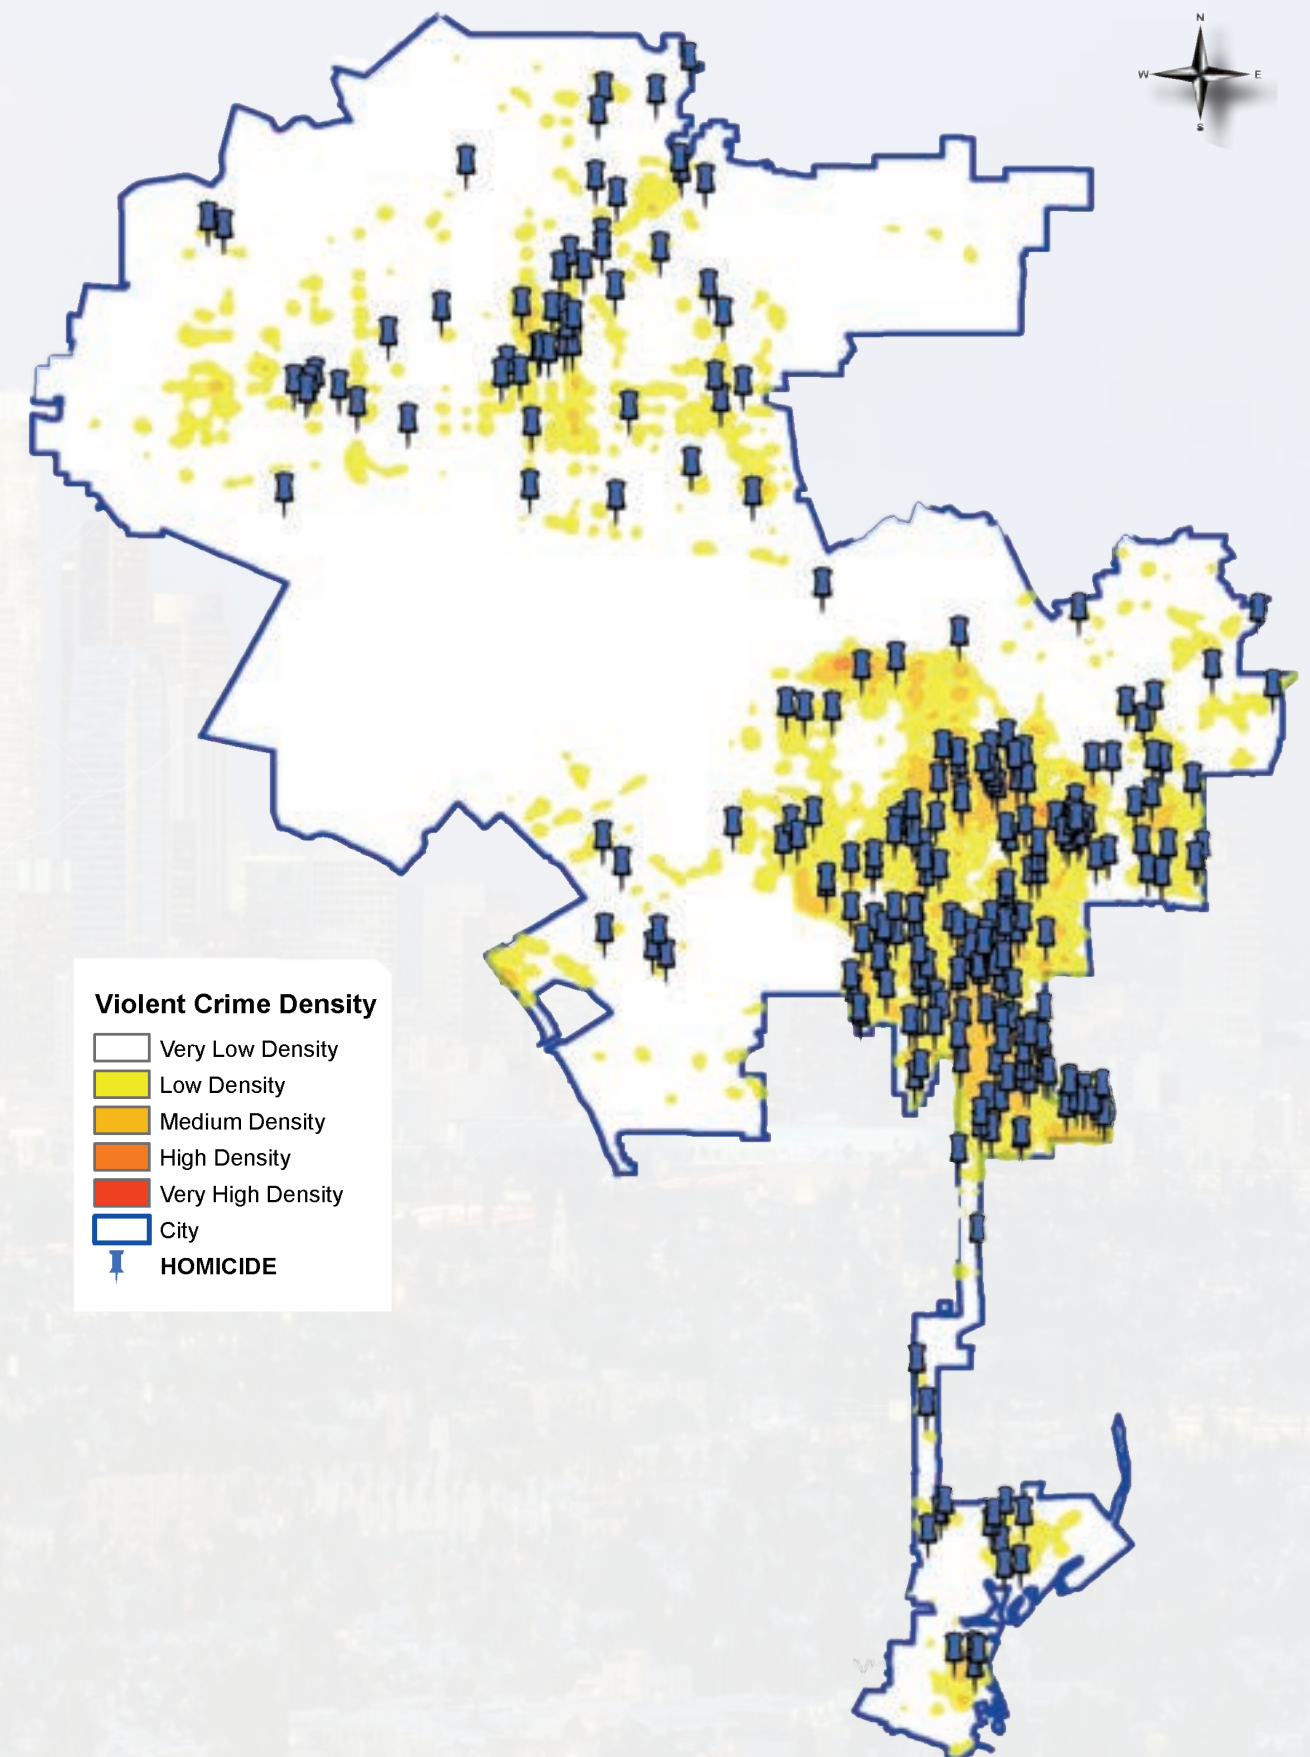 N
W E
S
Violent Crime Density
Very Low Density
Low Density
Medium Density
High Density
Very High Density
City
HOMICIDE